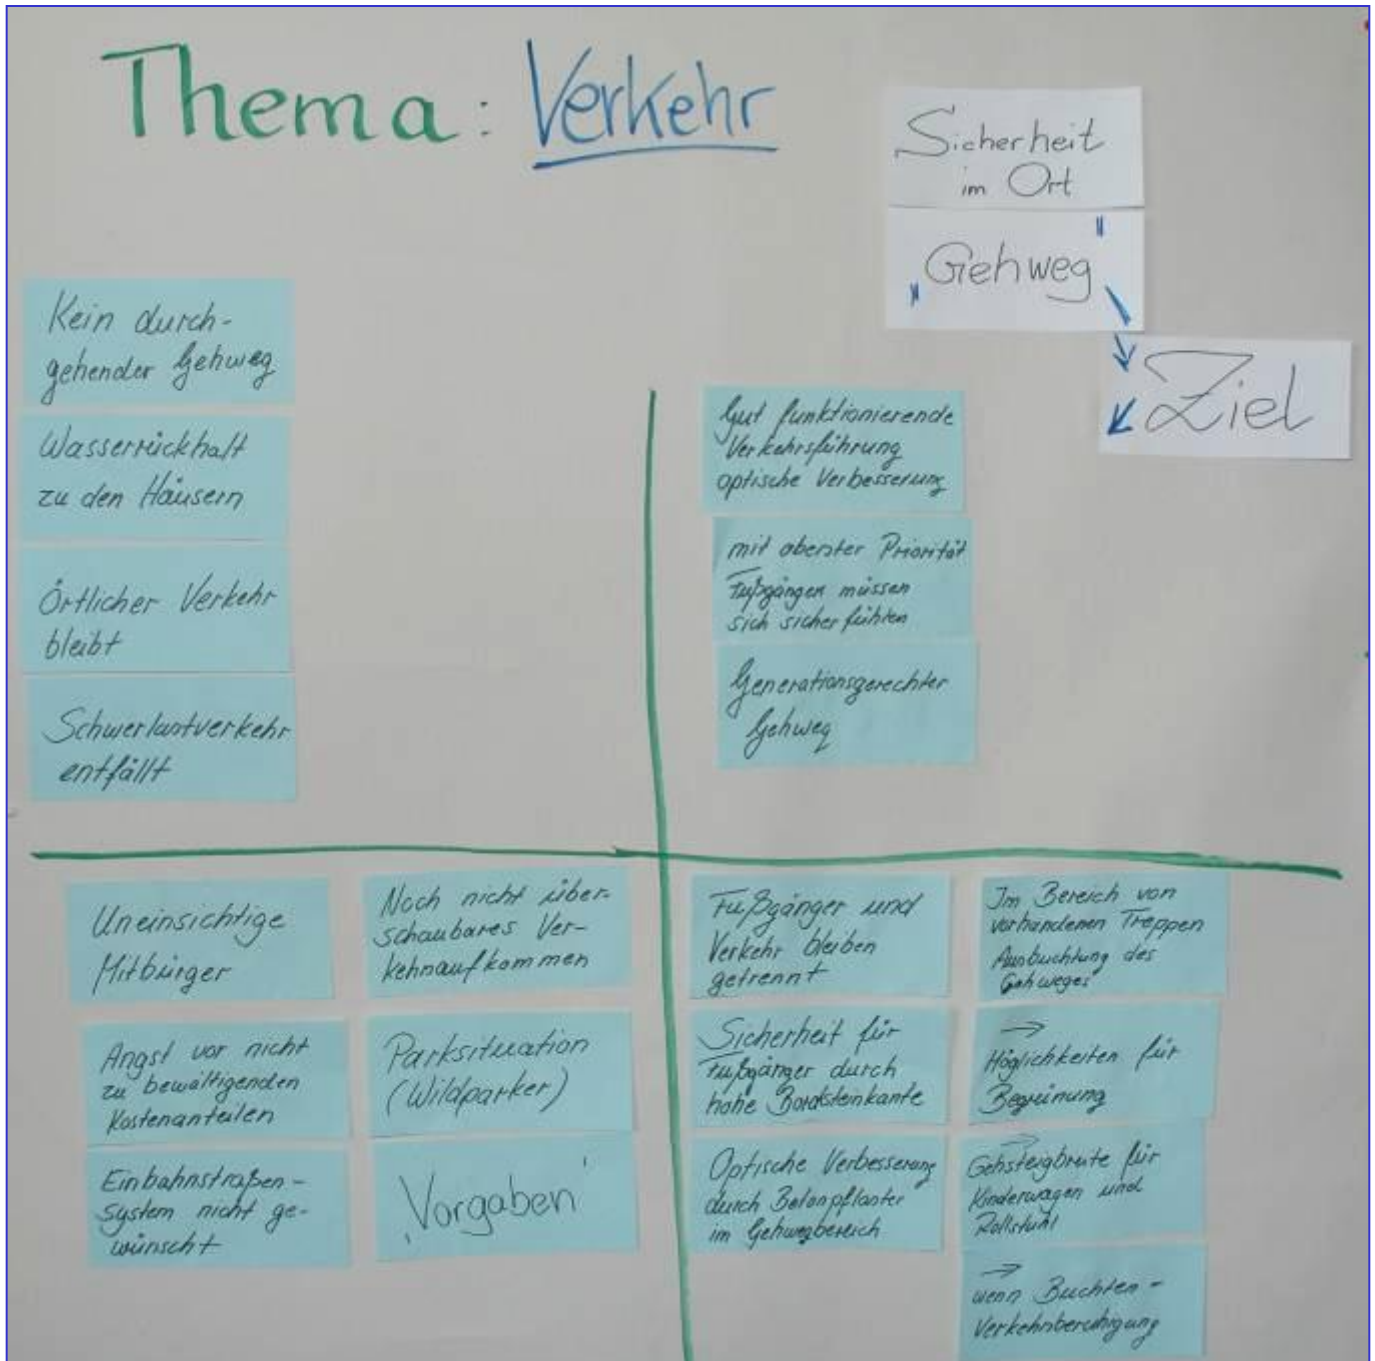 Thema: Verkehr
Sicherheit
im Ort
"Gehweg"
Ziel
Kein durch-
gehender Gehweg
Wasserrückhalt
zu den Häusern
Örtlicher Verkehr
bleibt
Schwerlastverkehr
entfällt
Gut funktionierende
Verkehrsführung
optische Verbesserung
mit oberster Priorität
Fußgänger müssen
sich sicher fühlen
Generationsgerechter
Gehweg
Uneinsichtige
Mitbürger
Angst vor nicht
zu bewältigenden
Kostenanteilen
Einbahnstraßen-
system nicht ge-
wünscht
Noch nicht über-
schaubares Ver-
kehraufkommen
Parksituation
(Wildparker)
'Vorgaben'
Fußgänger und
Verkehr bleiben
getrennt
Sicherheit für
Fußgänger durch
hohe Bordsteinkante
Optische Verbesserung
durch Betonpflaster
im Gehwegbereich
Im Bereich von
vorhandenen Treppen
Ausbuchtung des
Gehweges
→
Möglichkeiten für
Begrünung
→
Gehsteigbreite für
Kinderwagen und
Rollstuhl
→
wenn Buchten -
Verkehrsberuhigung